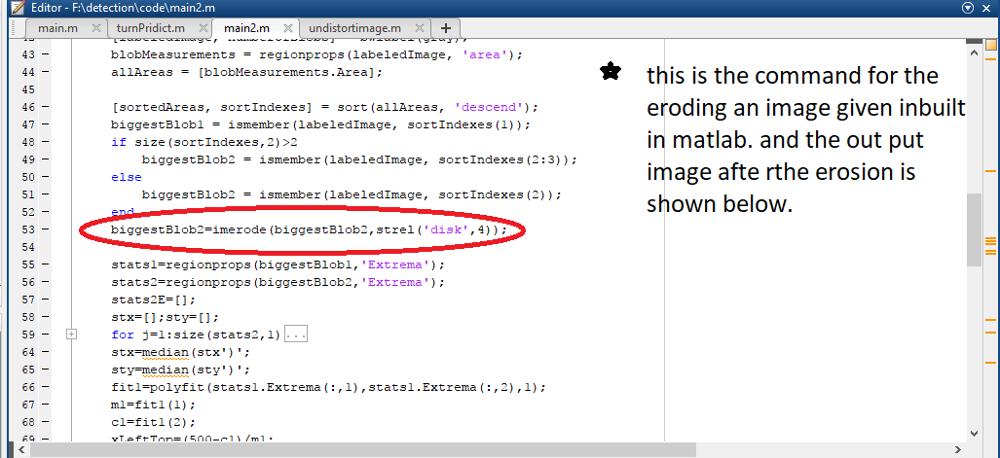 Editor - F:\detection\code\main2.m
main.m turnPridict.m main2.m undistortimage.m
43 blobMeasurements = regionprops(labeledImage, 'area');
44 allAreas = [blobMeasurements.Area];
45
46 [sortedAreas, sortIndexes] = sort(allAreas, 'descend');
47 biggestBlob1 = ismember(labeledImage, sortIndexes(1));
48 if size(sortIndexes,2)>2
49 biggestBlob2 = ismember(labeledImage, sortIndexes(2:3));
50 else
51 biggestBlob2 = ismember(labeledImage, sortIndexes(2));
52 end
53 biggestBlob2=imerode(biggestBlob2,strel('disk',4));
54
55 stats1=regionprops(biggestBlob1,'Extrema');
56 stats2=regionprops(biggestBlob2,'Extrema');
57 stats2E=[];
58 stx=[];sty=[];
59 for j=1:size(stats2,1) ...
64 stx=median(stx')';
65 sty=median(sty')';
66 fit1=polyfit(stats1.Extrema(:,1),stats1.Extrema(:,2),1);
67 m1=fit1(1);
68 c1=fit1(2);
69 xLeftTop=(500-c1)/m1;
this is the command for the
eroding an image given inbuilt
in matlab. and the out put
image afte rthe erosion is
shown below.